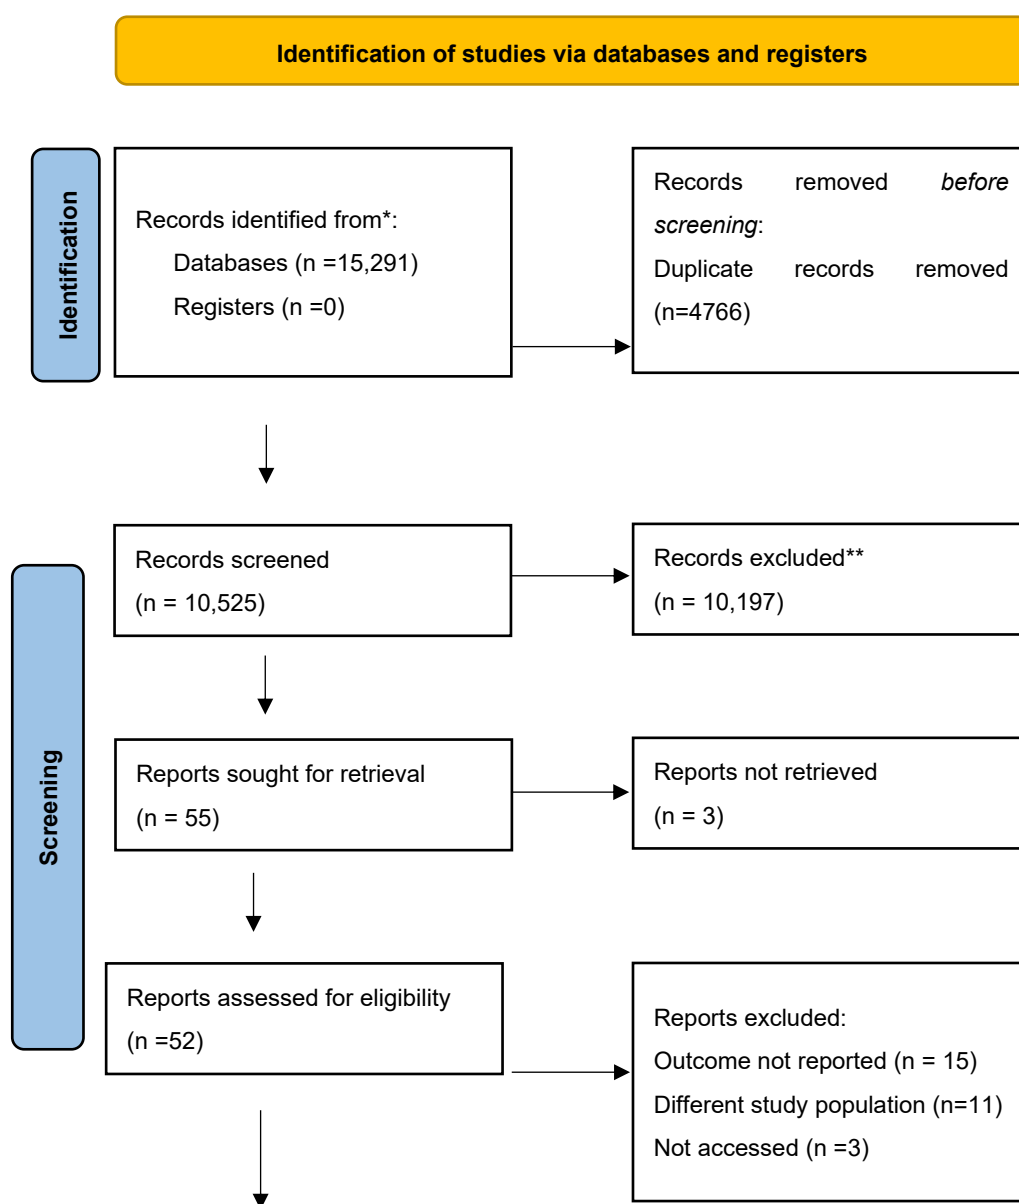 Identification of studies via databases and registers
Identification
Records identified from*:
Databases (n =15,291)
Registers (n =0)
Records removed before
screening:
Duplicate records removed
(n=4766)
Screening
Records screened
(n = 10,525)
Records excluded**
(n = 10,197)
Reports sought for retrieval
(n = 55)
Reports not retrieved
(n = 3)
Reports assessed for eligibility
(n =52)
Reports excluded:
Outcome not reported (n = 15)
Different study population (n=11)
Not accessed (n =3)